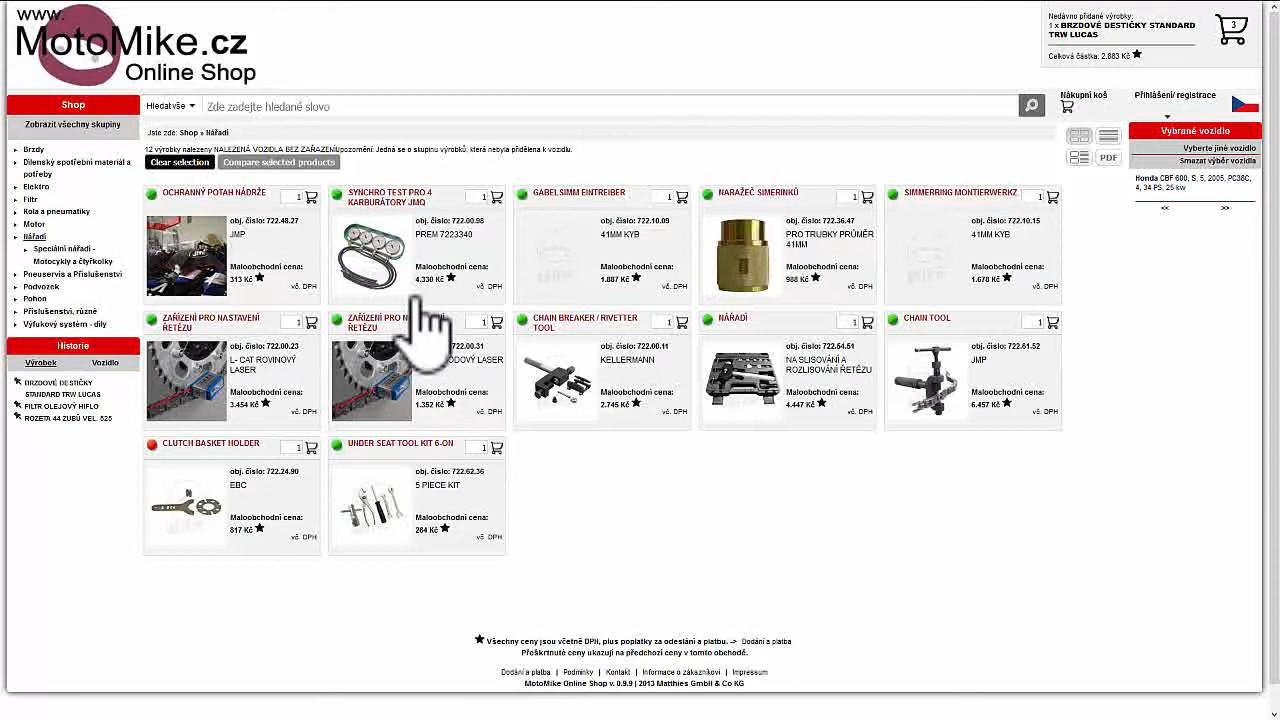 www.
MotoMike.cz
Online Shop
Nedávno přidané výrobky:
1 x BRZDOVÉ DESTIČKY STANDARD
TRW LUCAS
Celková částka: 2.683 Kč
3
Shop
Zobrazit všechny skupiny
Hledat vše
Zde zadejte hledané slovo
Nákupní koš
Přihlášení/ registrace
Jste zde: Shop » Nářadí
12 výrobky nalezeny NALEZENÁ VOZIDLA BEZ ZAŘAZENÍUpozornění: Jedná se o stupnu výrobků, která nebyla přidělena k vozidlu.
Clear selection
Compare selected products
PDF
Vybrané vozidlo
Vyberte jiné vozidlo
Smazat výběr vozidla
Honda CBF 600, S, 5, 2005, PC38C,
4, 34 PS, 25 kw
<<
>>
Brzdy
Dílenský spotřební materiál a
potřeby
Elektro
Filtr
Kola a pneumatiky
Motor
Nářadí
Speciální nářadí -
Motocykly a čtyřkolky
Pneuservis a Příslušenství
Podvozek
Pohon
Příslušenství, různé
Výfukový systém - díly
Historie
Výrobek
Vozidlo
BRZDOVÉ DESTIČKY
STANDARD TRW LUCAS
FILTR OLEJOVÝ HIFLO
ROZETA 44 ZUBŮ VEL. 525
OCHRANNÝ POTAH NÁDRŽE
1
obj. číslo: 722.48.27
JMP
Maloobchodní cena:
313 Kč
vč. DPH
SYNCHRO TEST PRO 4
KARBURÁTORY JMQ
1
obj. číslo: 722.00.98
PREM 7223340
Maloobchodní cena:
4.330 Kč
vč. DPH
GABELSIMM EINTREIBER
1
obj. číslo: 722.10.09
41MM KYB
Maloobchodní cena:
1.887 Kč
vč. DPH
NARAŽEČ SIMERINKŮ
1
obj. číslo: 722.36.47
PRO TRUBKY PRŮMĚR
41MM
Maloobchodní cena:
988 Kč
vč. DPH
SIMMERRING MONTIERWERKZ
1
obj. číslo: 722.10.15
41MM KYB
Maloobchodní cena:
1.678 Kč
vč. DPH
ZAŘÍZENÍ PRO NASTAVENÍ
ŘETĚZU
1
obj. číslo: 722.00.23
L- CAT ROVINOVÝ
LASER
Maloobchodní cena:
3.454 Kč
vč. DPH
ZAŘÍZENÍ PRO
ŘETĚZU
1
722.00.31
LASER
Maloobchodní cena:
1.352 Kč
vč. DPH
CHAIN BREAKER / RIVETTER
TOOL
1
obj. číslo: 722.00.11
KELLERMANN
Maloobchodní cena:
2.745 Kč
vč. DPH
NÁŘADÍ
1
obj. číslo: 722.54.51
NA SLISOVÁNÍ A
ROZLISOVÁNÍ ŘETĚZU
Maloobchodní cena:
4.447 Kč
vč. DPH
CHAIN TOOL
1
obj. číslo: 722.61.52
JMP
Maloobchodní cena:
6.457 Kč
vč. DPH
CLUTCH BASKET HOLDER
1
obj. číslo: 722.24.90
EBC
Maloobchodní cena:
817 Kč
vč. DPH
UNDER SEAT TOOL KIT 6-ON
1
obj. číslo: 722.62.36
5 PIECE KIT
Maloobchodní cena:
264 Kč
vč. DPH
Všechny ceny jsou včetně DPH, plus poplatky za odeslání a platbu. -> Dodání a platba
Přeškrtnuté ceny ukazují na předchozí ceny v tomto obchodě.
Dodání a platba | Podmínky | Kontakt | Informace o zákaznikovi | Impressum
MotoMike Online Shop v. 0.9.9 | 2013 Matthies GmbH & Co KG